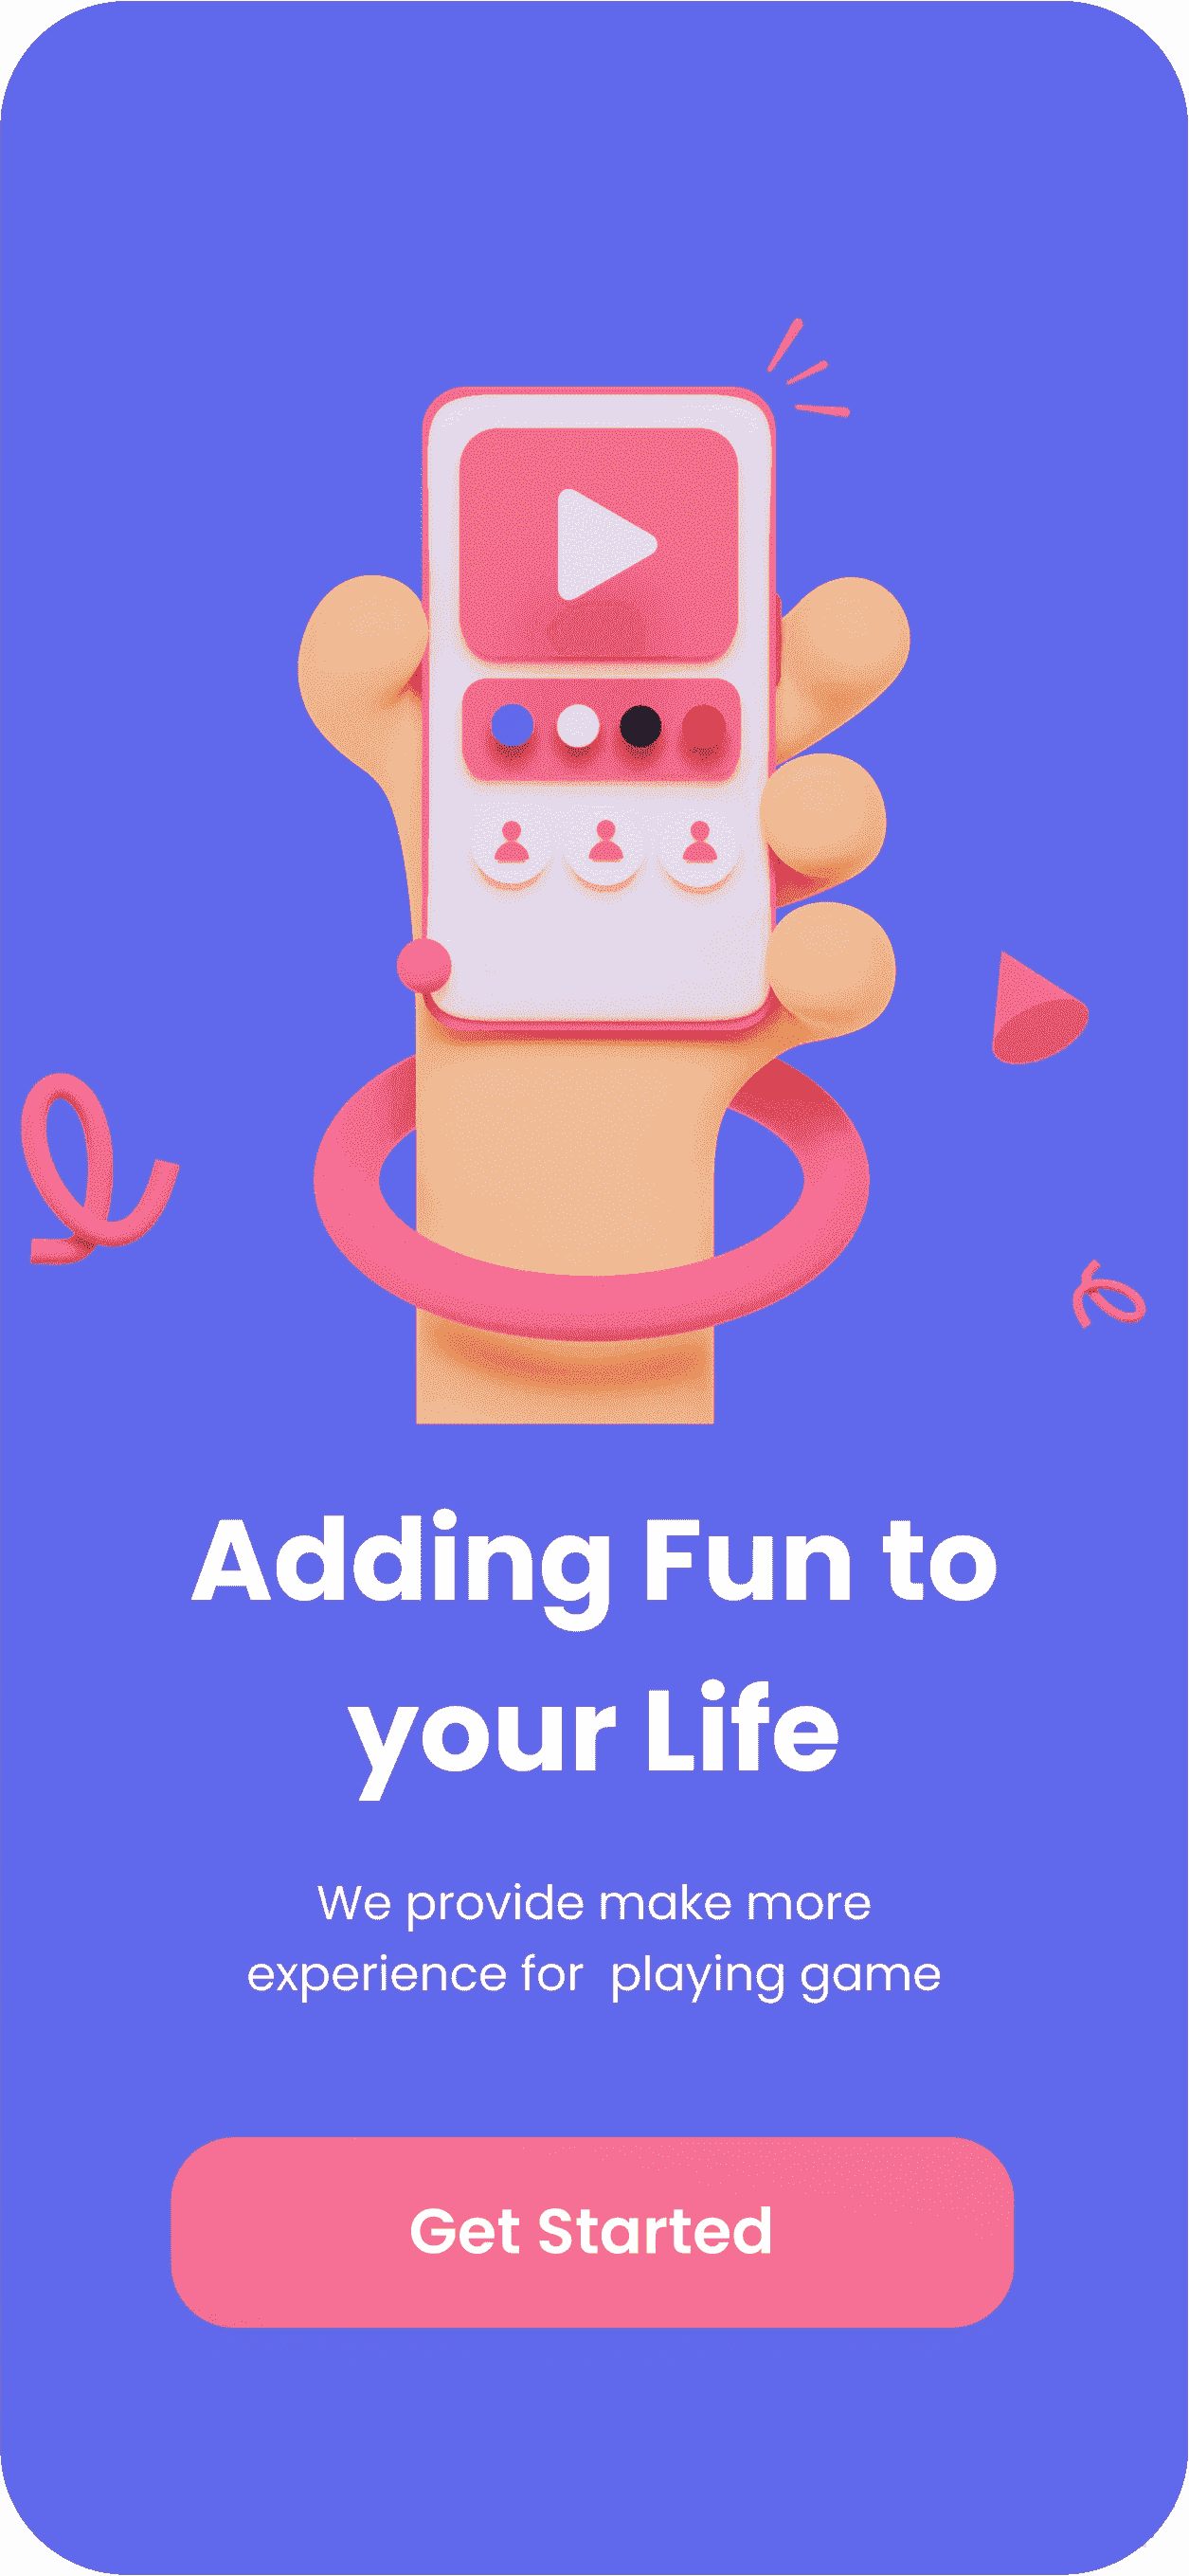 Adding Fun to
your Life
We provide make more
experience for  playing game
Get Started